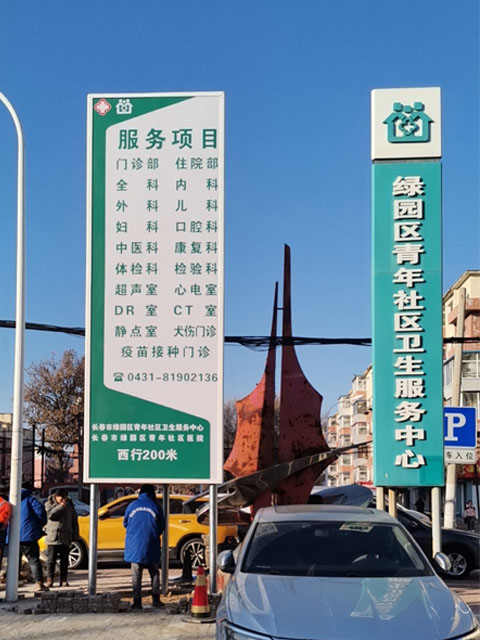 服务项目
门诊部 住院部
全科 内科
外科 儿科
妇科 口腔科
中医科 康复科
体检科 检验科
超声室 心电室
DR室 CT室
静点室 犬伤门诊
疫苗接种门诊
☎0431-81902136
长春市绿园区青年社区卫生服务中心
长春市绿园区青年社区医院
西行200米
绿园区青年社区卫生服务中心
P
车入位